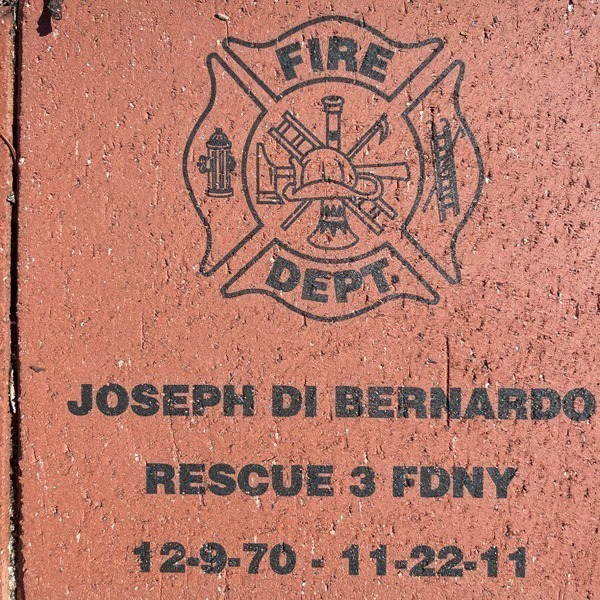 FIRE
DEPT.
JOSEPH DI BERNARDO
RESCUE 3 FDNY
12-9-70 - 11-22-11